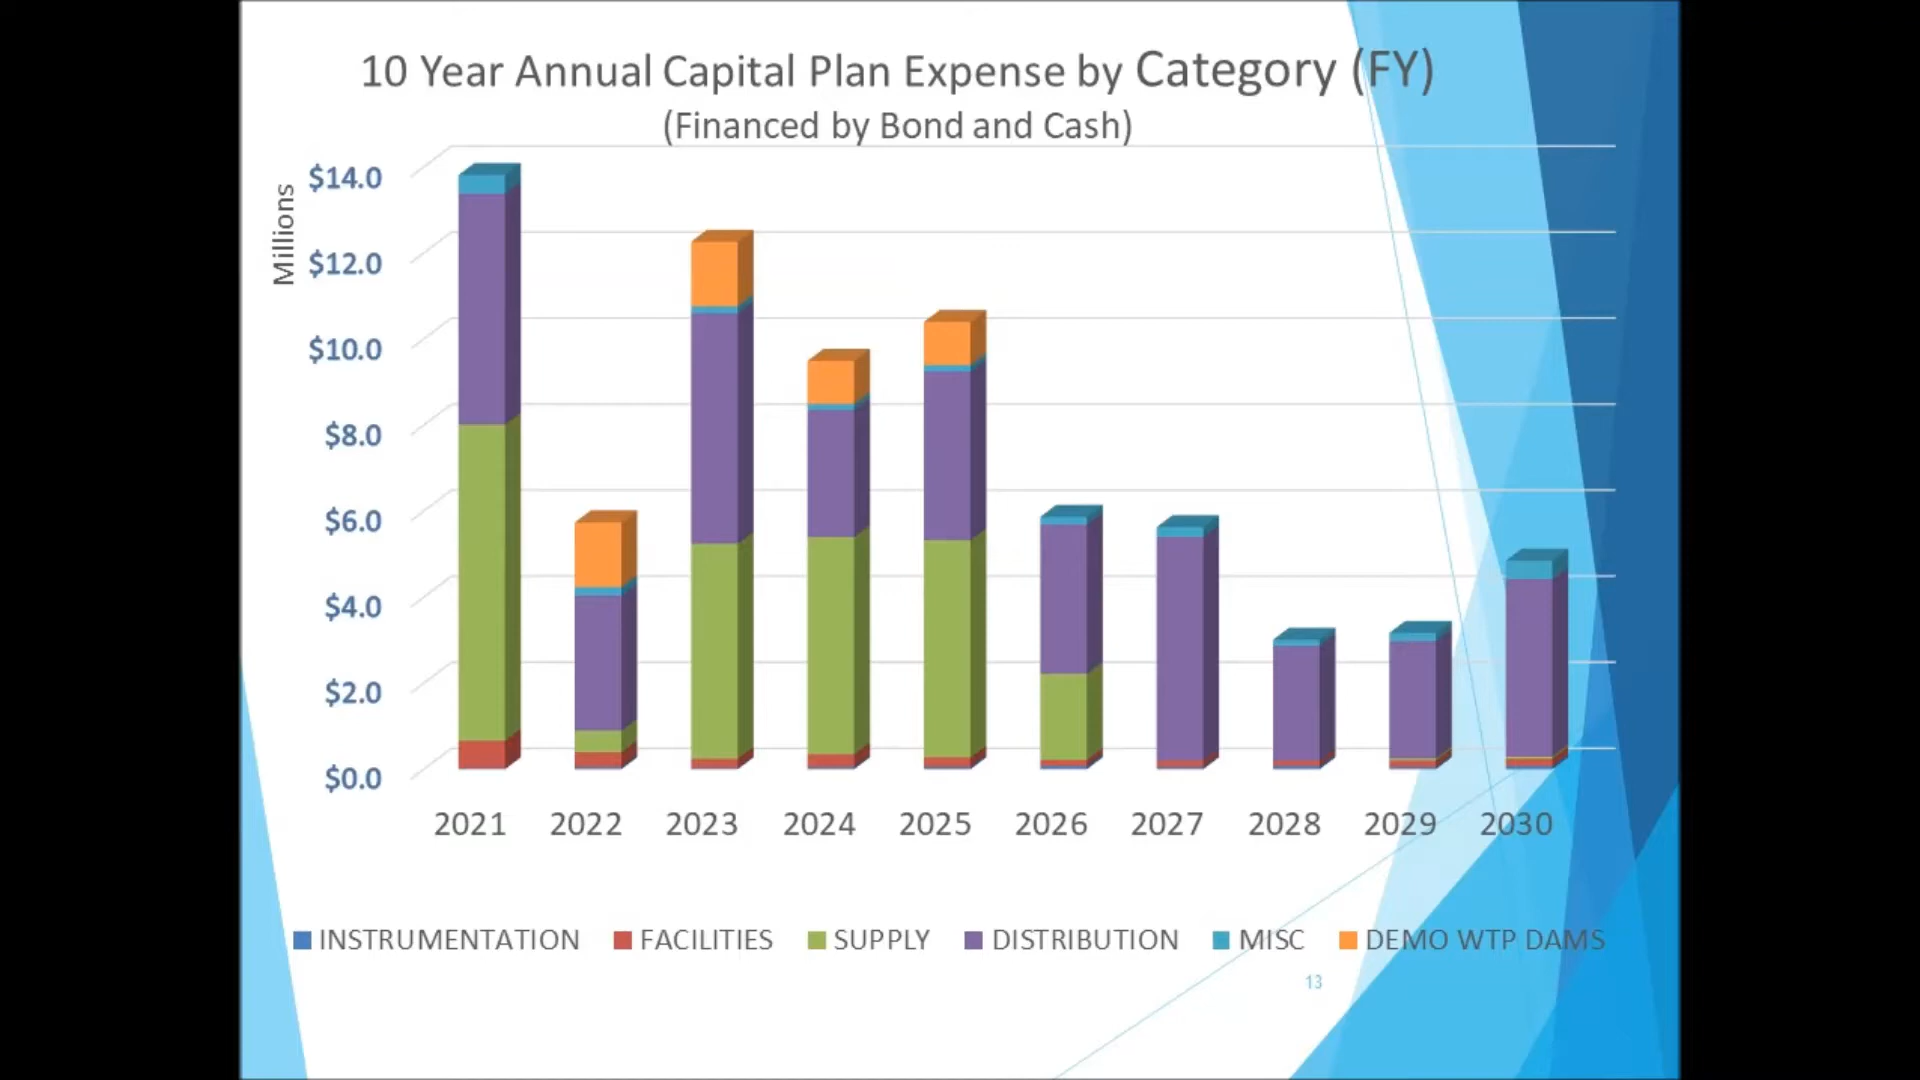 10 Year Annual Capital Plan Expense by Category (FY)
(Financed by Bond and Cash)
Millions
$14.0
$12.0
$10.0
$8.0
$6.0
$4.0
$2.0
$0.0
2021 2022 2023 2024 2025 2026 2027 2028 2029 2030
INSTRUMENTATION FACILITIES SUPPLY DISTRIBUTION MISC DEMO WTP DAMS
13